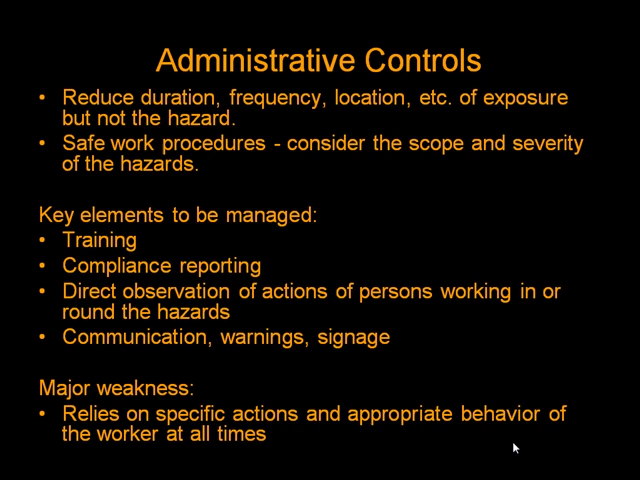 Administrative Controls
• Reduce duration, frequency, location, etc. of exposure
but not the hazard.
• Safe work procedures - consider the scope and severity
of the hazards.
Key elements to be managed:
• Training
• Compliance reporting
• Direct observation of actions of persons working in or
round the hazards
• Communication, warnings, signage
Major weakness:
• Relies on specific actions and appropriate behavior of
the worker at all times